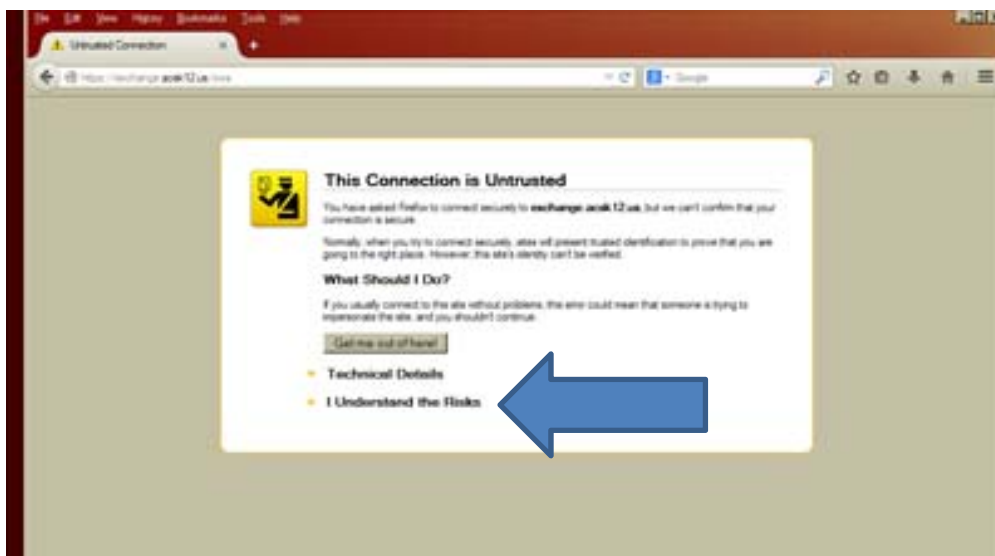 File Edit View History Bookmarks Tools Help
Untrusted Connection
Google
This Connection is Untrusted
You have asked Firefox to connect securely to but we can't confirm that your
connection is secure.
Normally, when you try to connect securely, sites will present trusted identification to prove that you are
going to the right place. However, this site's identity can't be verified.
What Should I Do?
If you usually connect to this site without problems, this error could mean that someone is trying to
impersonate the site, and you shouldn't continue.
Get me out of here!
Technical Details
I Understand the Risks